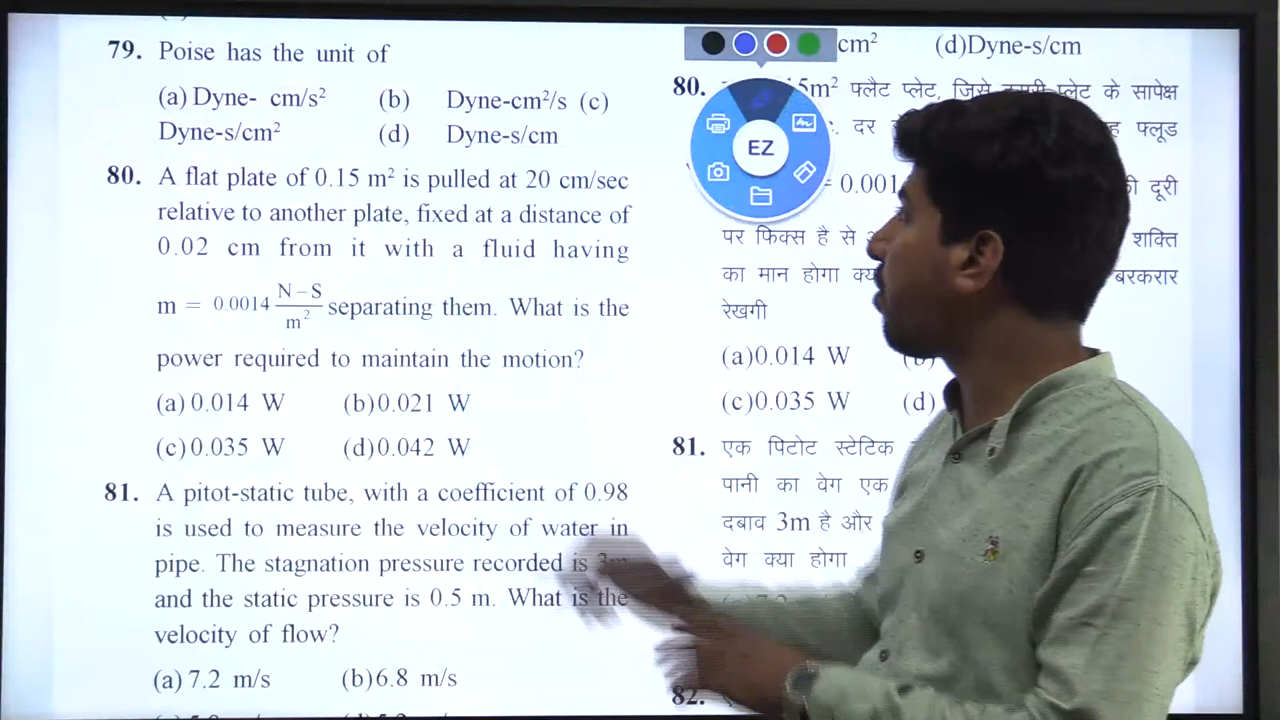 79. Poise has the unit of
(a) Dyne- cm/s² (b) Dyne-cm²/s (c)
Dyne-s/cm² (d) Dyne-s/cm
80. A flat plate of 0.15 m² is pulled at 20 cm/sec
relative to another plate, fixed at a distance of
0.02 cm from it with a fluid having
m = 0.0014 N–S/m² separating them. What is the
power required to maintain the motion?
(a) 0.014 W (b) 0.021 W
(c) 0.035 W (d) 0.042 W
81. A pitot-static tube, with a coefficient of 0.98
is used to measure the velocity of water in
pipe. The stagnation pressure recorded is 3m
and the static pressure is 0.5 m. What is the
velocity of flow?
(a) 7.2 m/s (b) 6.8 m/s
cm² (d)Dyne-s/cm
80. 5m² फ्लैट प्लेट, जिसे दूसरी प्लेट के सापेक्ष
दर फ्लूड
EZ
= 0.001 की दूरी
पर फिक्स है से शक्ति
का मान होगा बरकरार
रेखगी
(a)0.014 W (b)
(c)0.035 W (d)
81. एक पिटोट स्टेटिक
पानी का वेग एक
दबाव 3m है और
वेग क्या होगा
82.